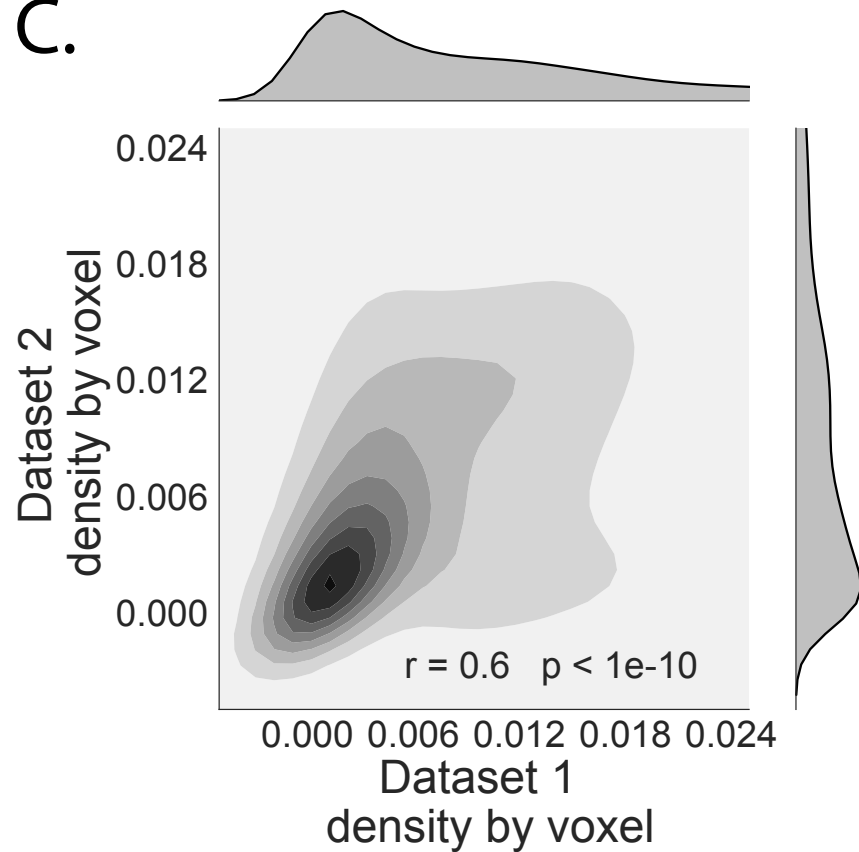 C.
0.024
0.018
0.012
0.006
0.000
Dataset 2
density by voxel
r = 0.6 p < 1e-10
0.000 0.006 0.012 0.018 0.024
Dataset 1
density by voxel